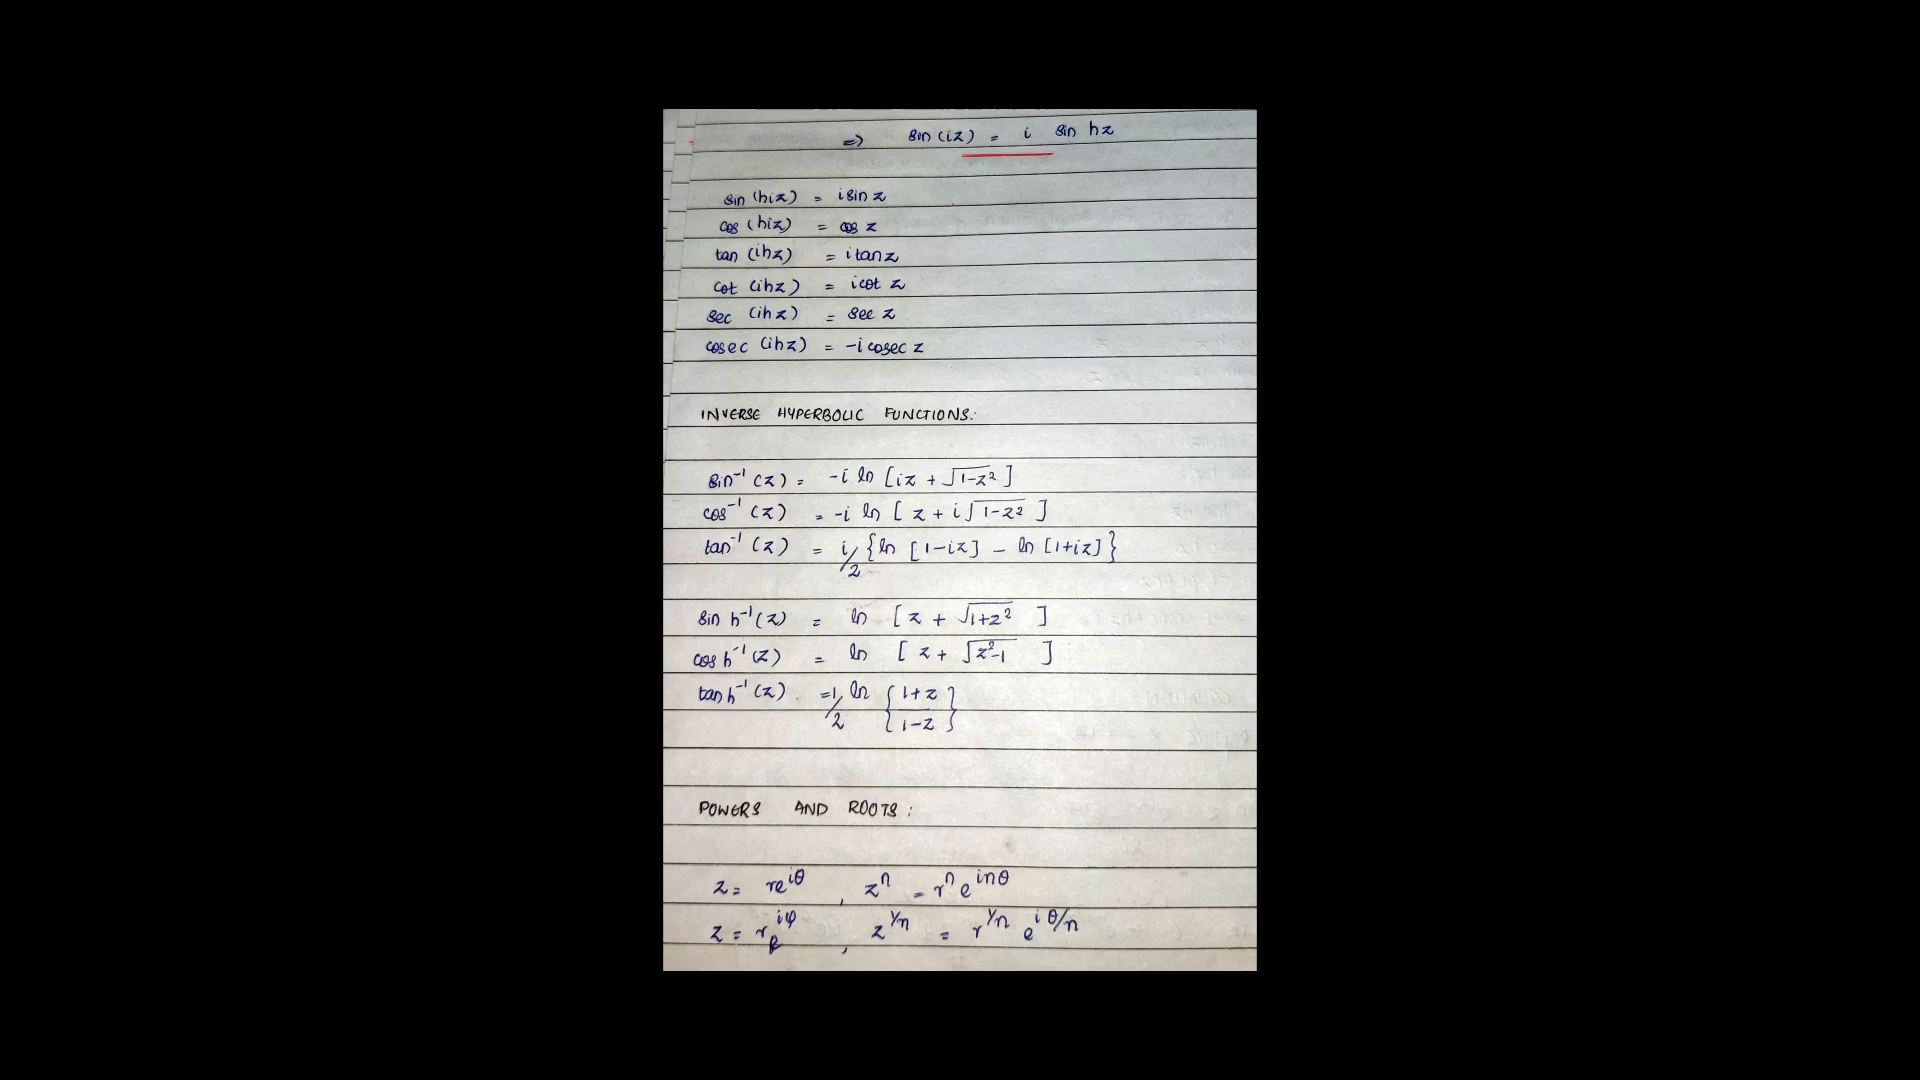 ⇒ sin (iz) = i sin hz
sin (hiz) = i sin z
cos (hiz) = cos z
tan (ihz) = i tan z
cot (ihz) = i cot z
sec (ihz) = sec z
cosec (ihz) = -i cosec z
INVERSE HYPERBOLIC FUNCTIONS:
sin⁻¹ (z) = -i ln [iz + √1-z²]
cos⁻¹ (z) = -i ln [z + i√1-z²]
tan⁻¹ (z) = i/2 {ln [1-iz] - ln [1+iz]}
sin h⁻¹(z) = ln [z + √1+z²]
cos h⁻¹(z) = ln [z + √z²-1]
tan h⁻¹(z) = 1/2 ln {1+z / 1-z}
POWERS AND ROOTS:
z = re^iθ , z^n = r^n e^inθ
z = re^iφ , z^1/n = r^1/n e^iθ/n